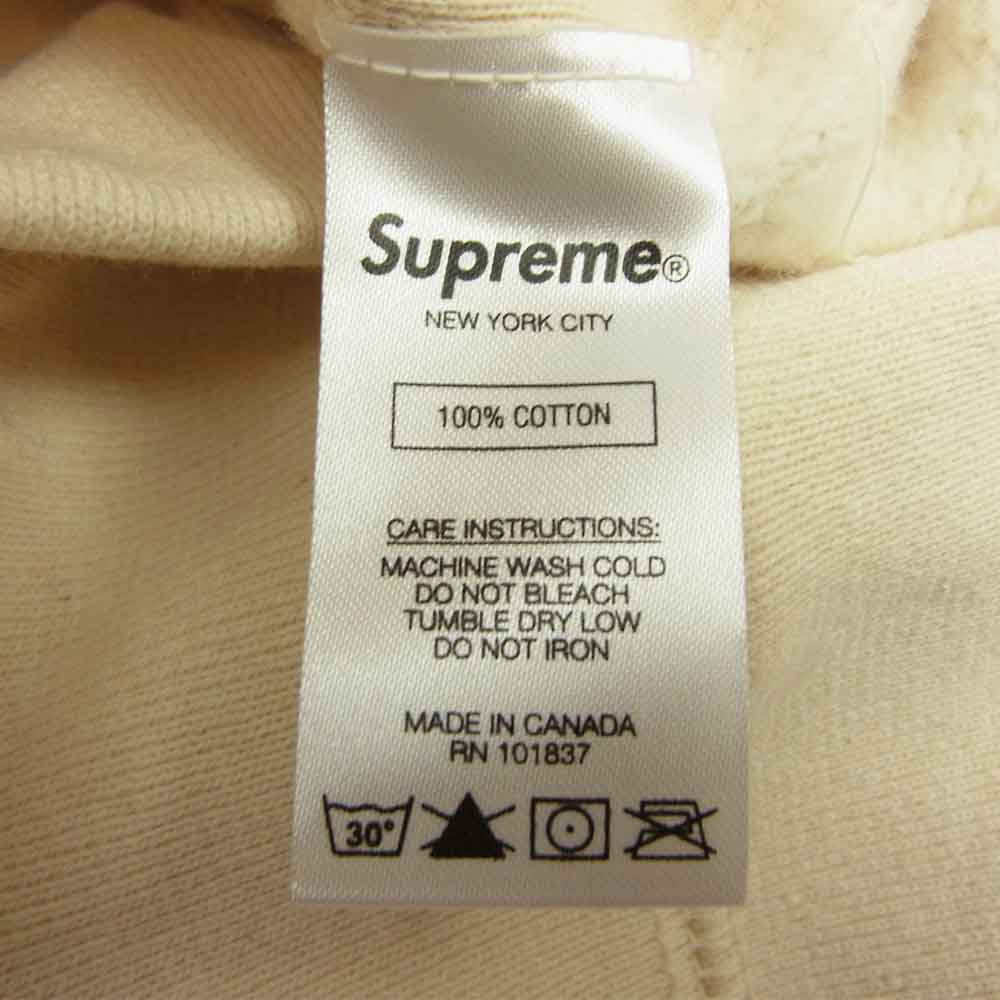 Supreme®
NEW YORK CITY
100% COTTON
CARE INSTRUCTIONS:
MACHINE WASH COLD
DO NOT BLEACH
TUMBLE DRY LOW
DO NOT IRON
MADE IN CANADA
RN 101837
30°